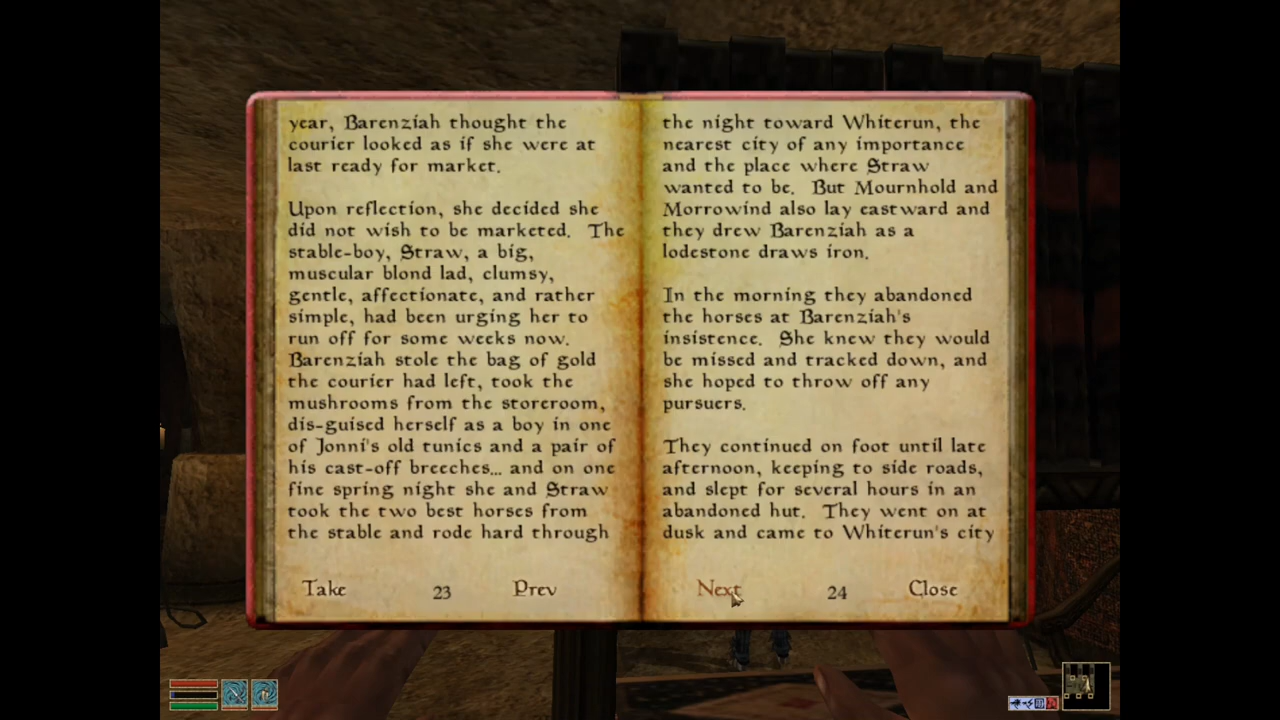 year, Barenziah thought the
courier looked as if she were at
last ready for market.
Upon reflection, she decided she
did not wish to be marketed. The
stable-boy, Straw, a big,
muscular blond lad, clumsy,
gentle, affectionate, and rather
simple, had been urging her to
run off for some weeks now.
Barenziah stole the bag of gold
the courier had left, took the
mushrooms from the storeroom,
dis-guised herself as a boy in one
of Jonni's old tunics and a pair of
his cast-off breeches... and on one
fine spring night she and Straw
took the two best horses from
the stable and rode hard through
the night toward Whiterun, the
nearest city of any importance
and the place where Straw
wanted to be. But Mournhold and
Morrowind also lay eastward and
they drew Barenziah as a
lodestone draws iron.
In the morning they abandoned
the horses at Barenziah's
insistence. She knew they would
be missed and tracked down, and
she hoped to throw off any
pursuers.
They continued on foot until late
afternoon, keeping to side roads,
and slept for several hours in an
abandoned hut. They went on at
dusk and came to Whiterun's city
Take 23 Prev Next 24 Close